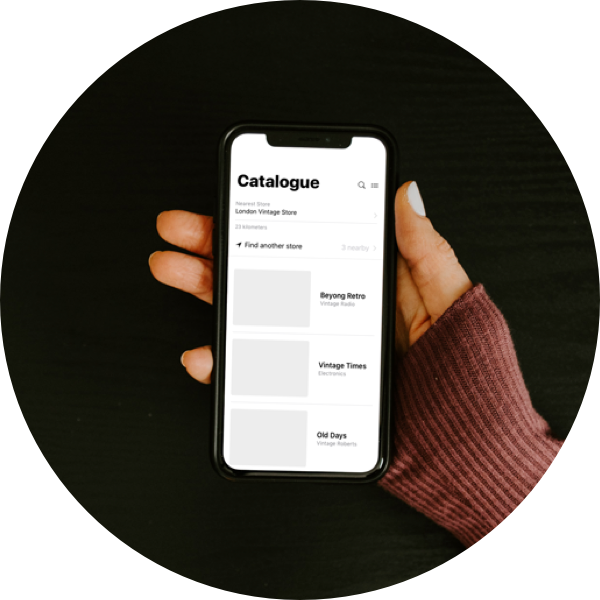 Catalogue
Nearest Store
London Vintage Store
23 kilometers
Find another store
3 nearby
Beyong Retro
Vintage Radio
Vintage Times
Electronics
Old Days
Vintage Roberts